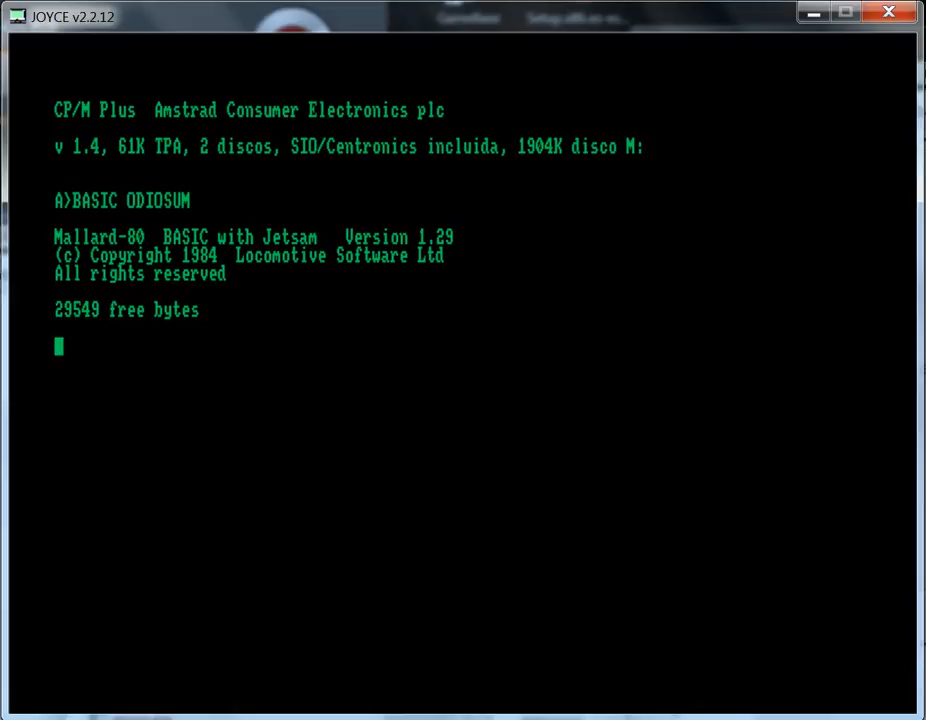 JOYCE v2.2.12
CP/M Plus  Amstrad Consumer Electronics plc
v 1.4, 61K TPA, 2 discos, SIO/Centronics incluida, 1904K disco M:
A>BASIC ODIOSUM
Mallard-80  BASIC with Jetsam   Version 1.29
(c) Copyright 1984  Locomotive Software Ltd
All rights reserved
29549 free bytes